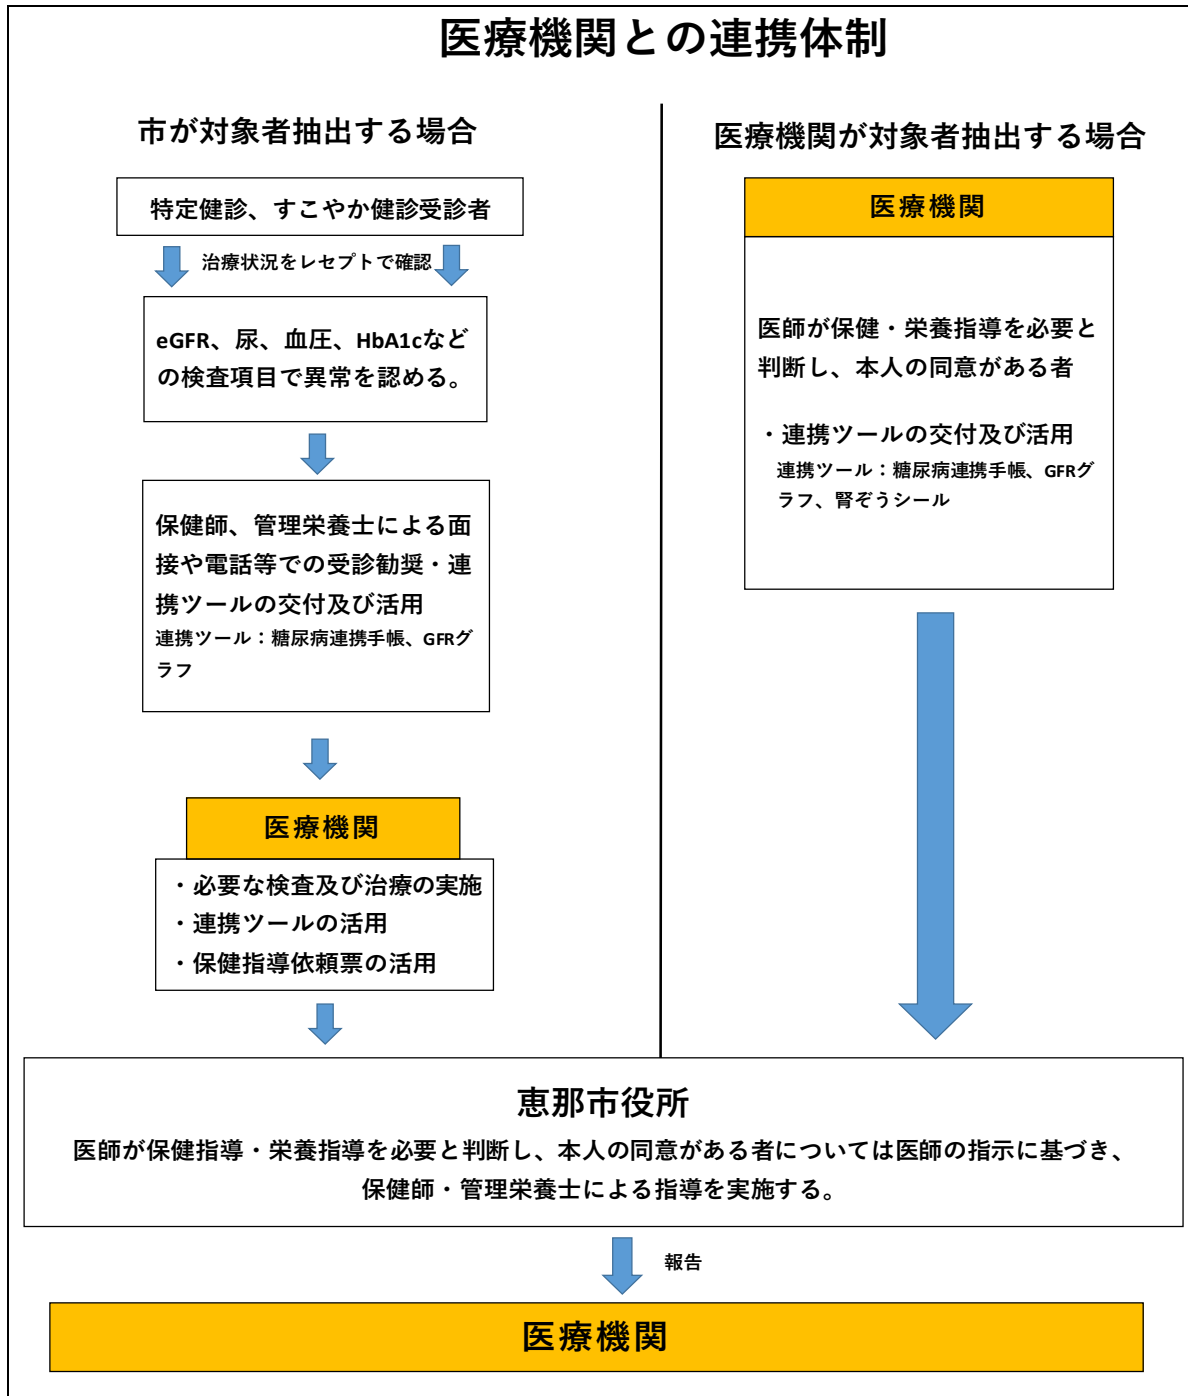 医療機関との連携体制
市が対象者抽出する場合
特定健診、すこやか健診受診者
治療状況をレセプトで確認
eGFR、尿、血圧、HbA1cなど
の検査項目で異常を認める。
保健師、管理栄養士による面
接や電話等での受診勧奨・連
携ツールの交付及び活用
連携ツール：糖尿病連携手帳、GFRグ
ラフ
医療機関
・必要な検査及び治療の実施
・連携ツールの活用
・保健指導依頼票の活用
医療機関が対象者抽出する場合
医療機関
医師が保健・栄養指導を必要と
判断し、本人の同意がある者
・連携ツールの交付及び活用
連携ツール：糖尿病連携手帳、GFRグ
ラフ、腎ぞうシール
恵那市役所
医師が保健指導・栄養指導を必要と判断し、本人の同意がある者については医師の指示に基づき、
保健師・管理栄養士による指導を実施する。
報告
医療機関